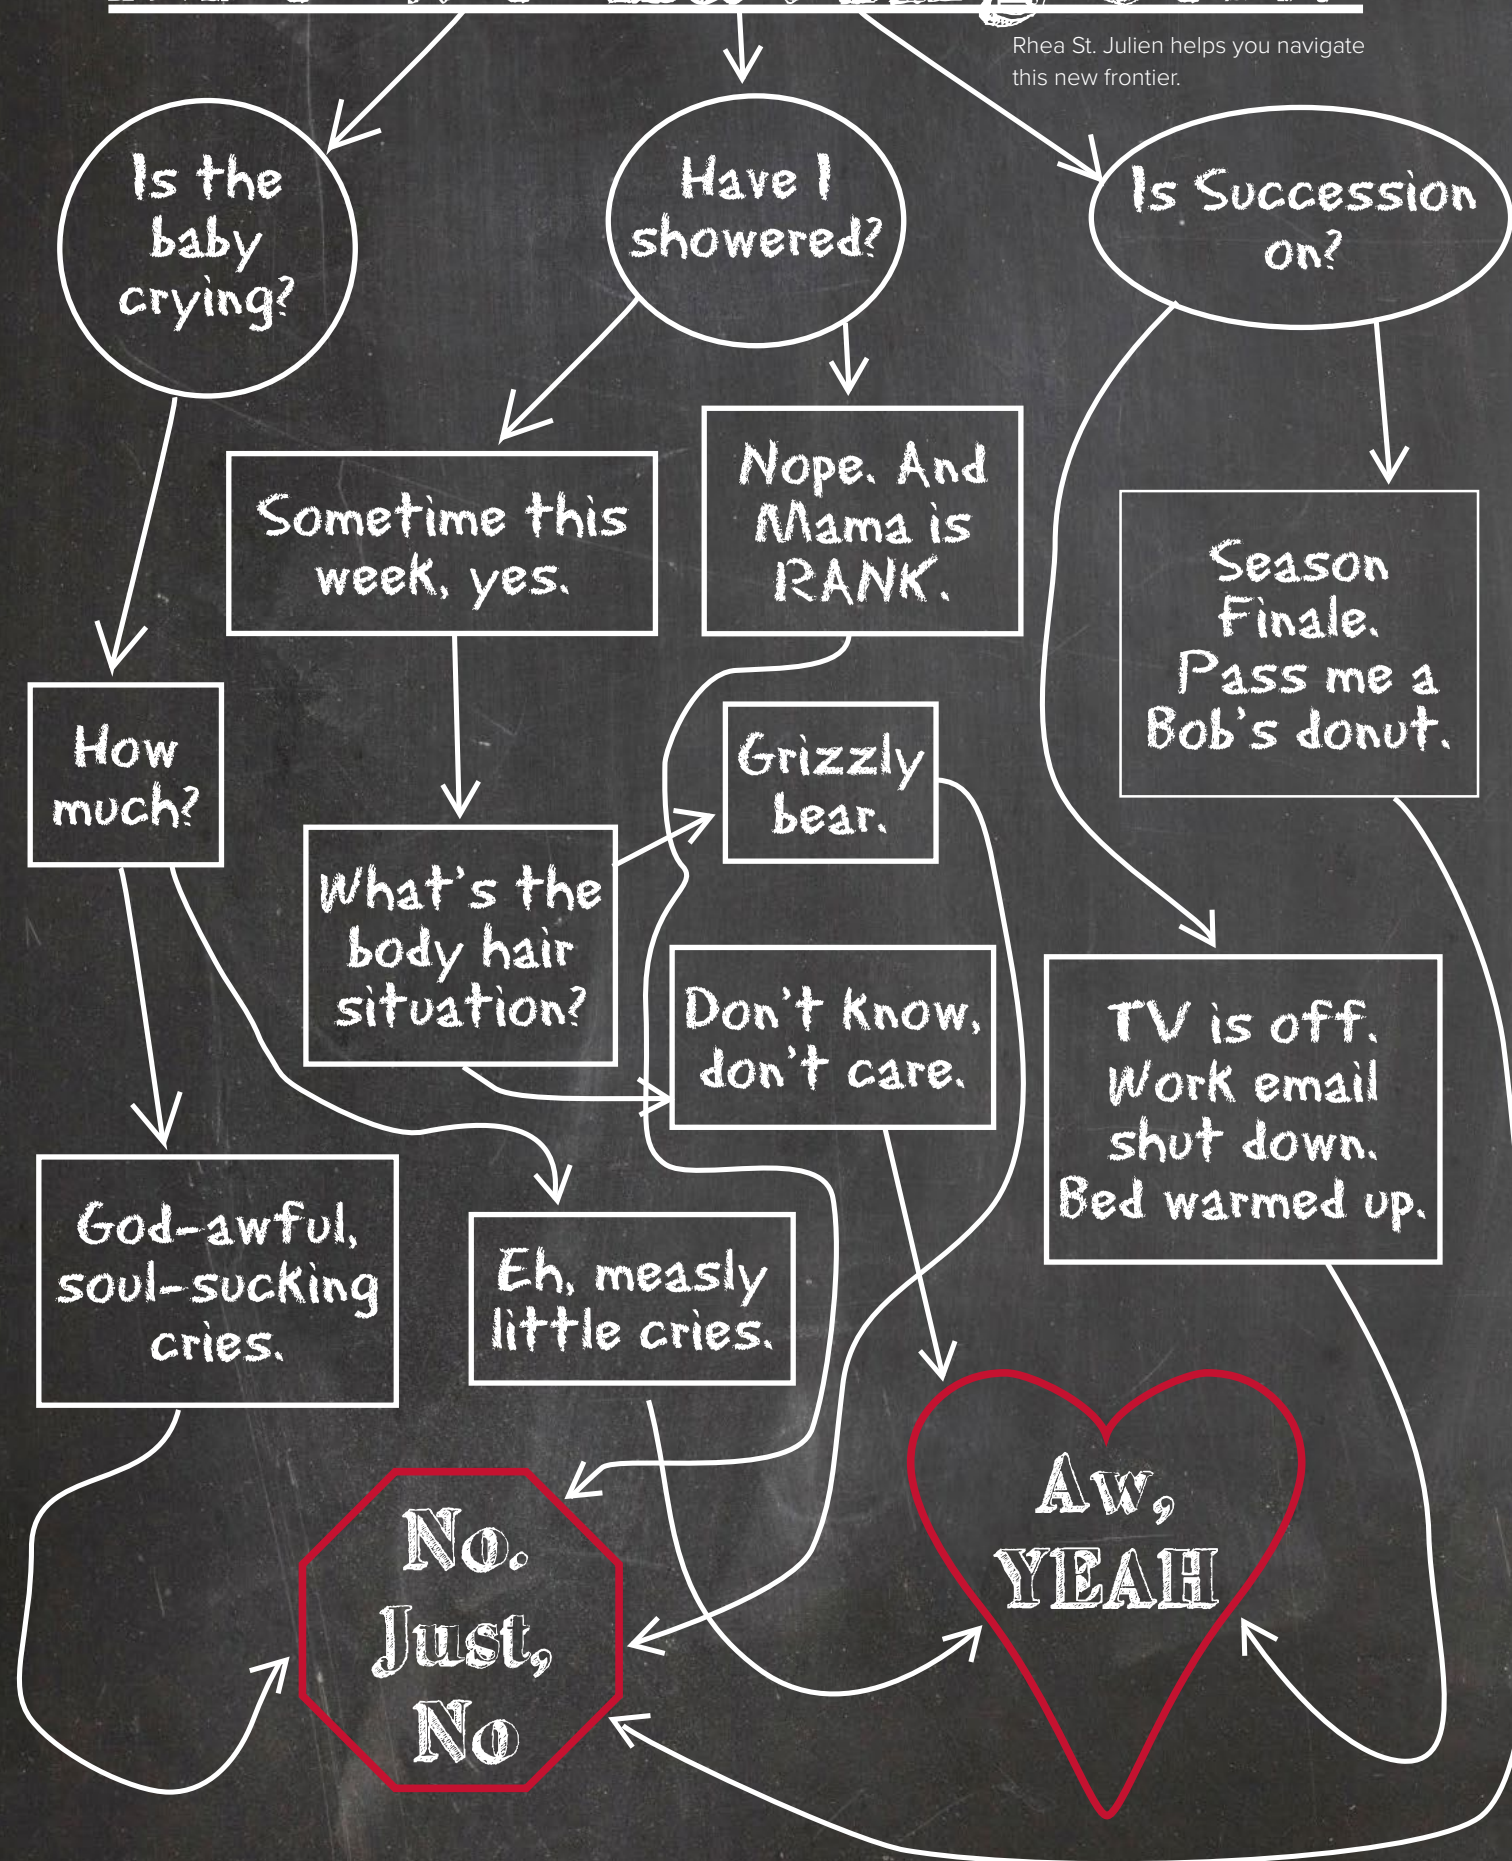 Rhea St. Julien helps you navigate
this new frontier.
Is the
baby
crying?
Have I
showered?
Is Succession
on?
Sometime this
week, yes.
Nope. And
Mama is
RANK.
Season
Finale.
Pass me a
Bob's donut.
How
much?
Grizzly
bear.
What's the
body hair
situation?
Don't know,
don't care.
TV is off.
Work email
shut down.
Bed warmed up.
God-awful,
soul-sucking
cries.
Eh, measly
little cries.
No.
Just,
No
Aw,
YEAH